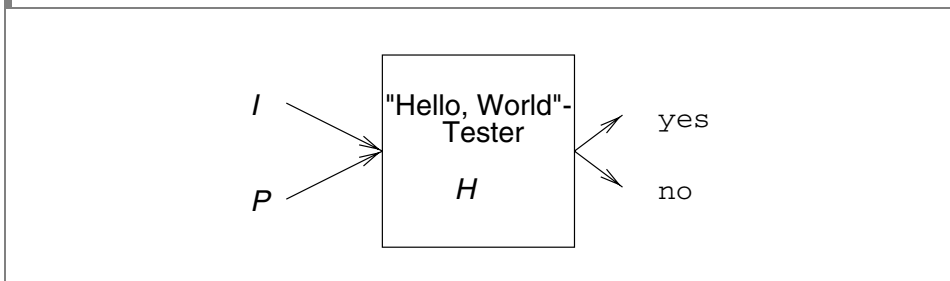 I
"Hello, World"-
Tester
yes
P
H
no